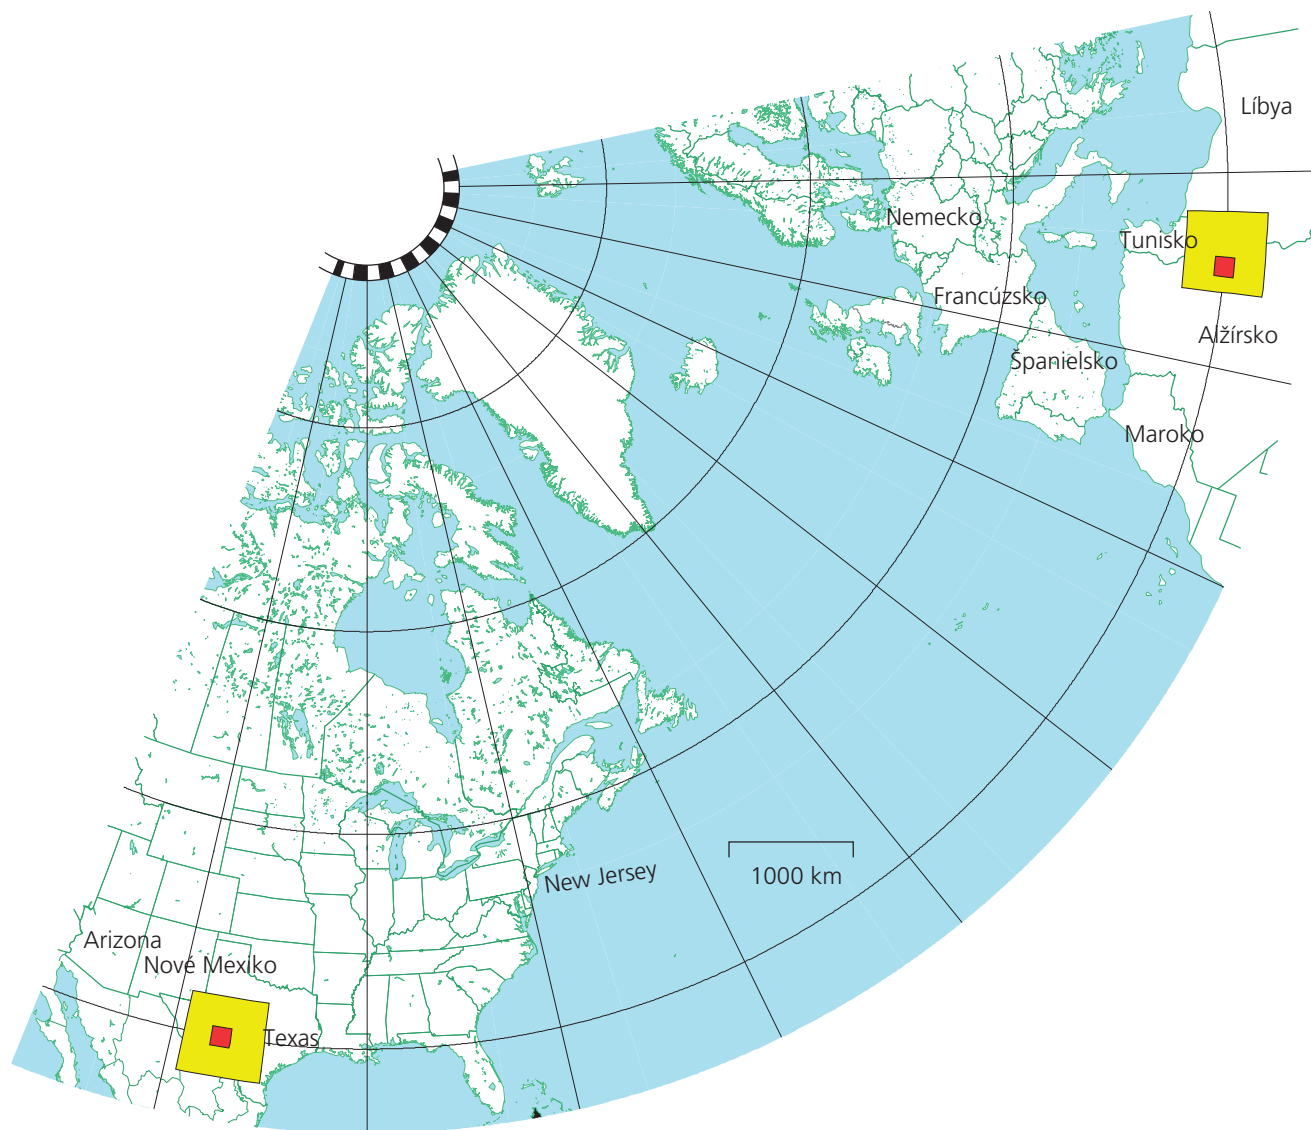 Líbya
Nemecko
Tunisko
Francúzsko
Alžírsko
Španielsko
Maroko
1000 km
New Jersey
Arizona
Nové Mexiko
Texas